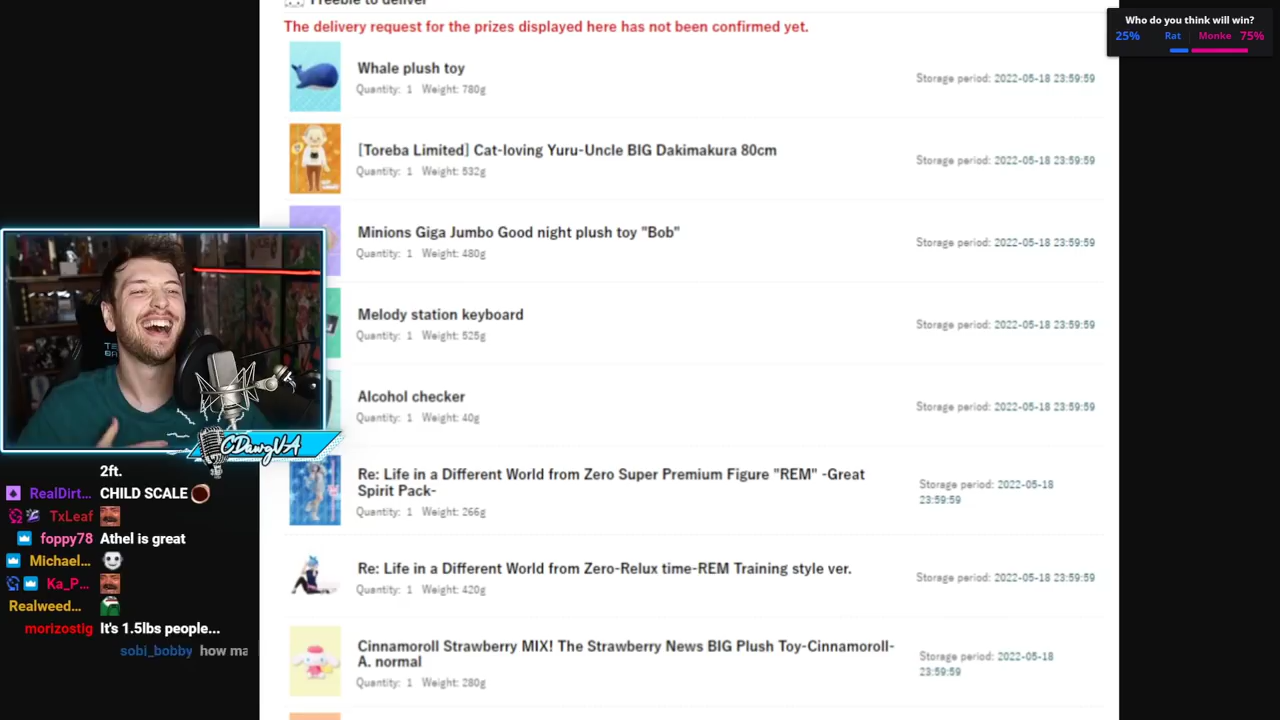 Freebie to deliver
The delivery request for the prizes displayed here has not been confirmed yet.
Who do you think will win?
25% Rat Monke 75%
Whale plush toy
Quantity: 1 Weight: 780g
Storage period: 2022-05-18 23:59:59
[Toreba Limited] Cat-loving Yuru-Uncle BIG Dakimakura 80cm
Quantity: 1 Weight: 532g
Storage period: 2022-05-18 23:59:59
Minions Giga Jumbo Good night plush toy "Bob"
Quantity: 1 Weight: 480g
Storage period: 2022-05-18 23:59:59
Melody station keyboard
Quantity: 1 Weight: 525g
Storage period: 2022-05-18 23:59:59
Alcohol checker
Quantity: 1 Weight: 40g
Storage period: 2022-05-18 23:59:59
Re: Life in a Different World from Zero Super Premium Figure "REM" -Great
Spirit Pack-
Quantity: 1 Weight: 266g
Storage period: 2022-05-18
23:59:59
Re: Life in a Different World from Zero-Relux time-REM Training style ver.
Quantity: 1 Weight: 420g
Storage period: 2022-05-18 23:59:59
Cinnamoroll Strawberry MIX! The Strawberry News BIG Plush Toy-Cinnamoroll-
A. normal
Quantity: 1 Weight: 280g
Storage period: 2022-05-18
23:59:59
CDawgVA
2ft.
RealDirt... CHILD SCALE
TxLeaf
foppy78 Athel is great
Michael...
Ka_P...
Realweed...
morizostig It's 1.5lbs people...
sobi_bobby how ma